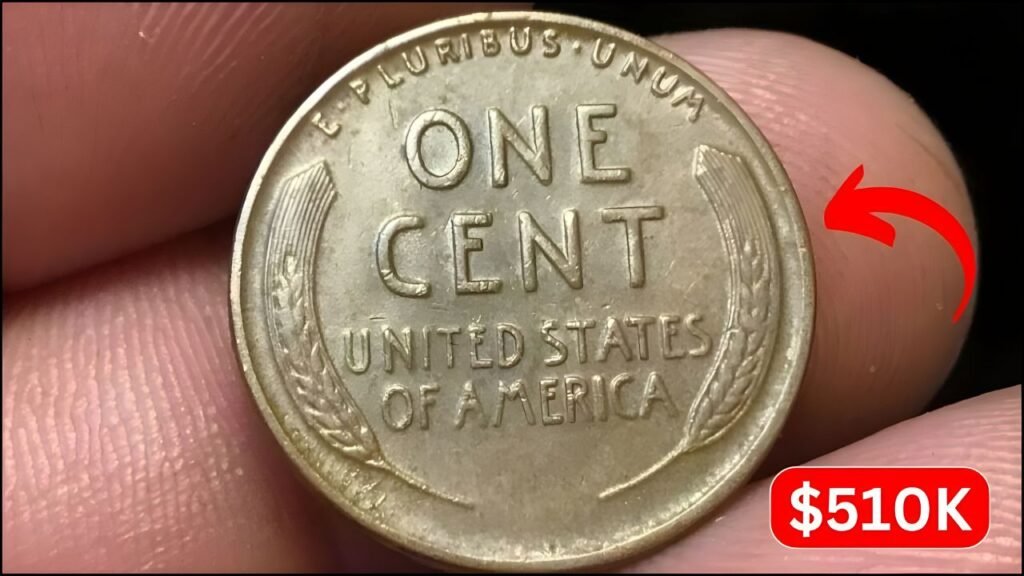 E·PLURIBUS·UNUM
ONE
CENT
UNITED STATES
OF AMERICA
$510K